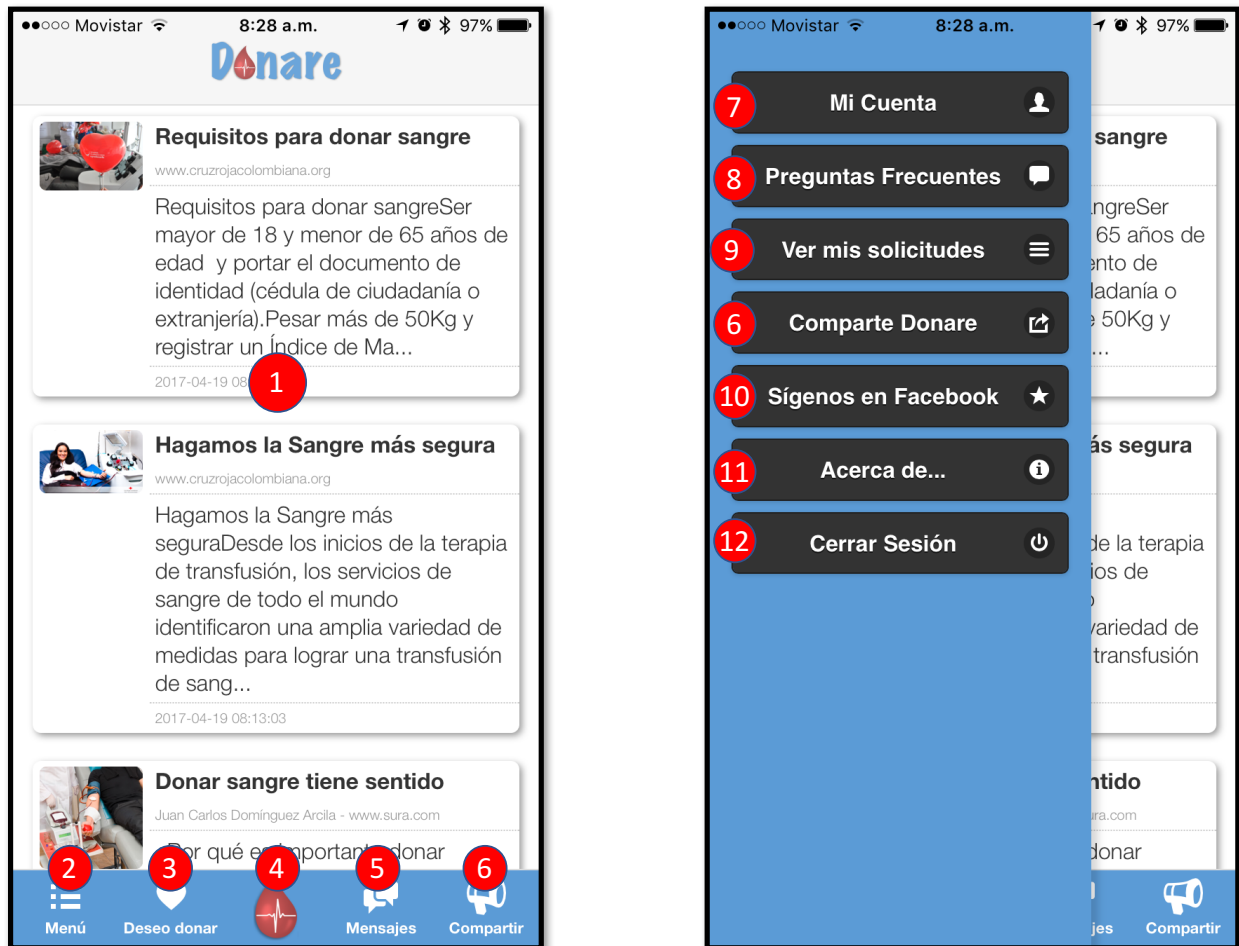 Movistar 8:28 a.m. 97%
Donare
Requisitos para donar sangre
www.cruzrojacolombiana.org
Requisitos para donar sangreSer
mayor de 18 y menor de 65 años de
edad y portar el documento de
identidad (cédula de ciudadanía o
extranjería).Pesar más de 50Kg y
registrar un Índice de Ma...
2017-04-19 08
1
Hagamos la Sangre más segura
www.cruzrojacolombiana.org
Hagamos la Sangre más
seguraDesde los inicios de la terapia
de transfusión, los servicios de
sangre de todo el mundo
identificaron una amplia variedad de
medidas para lograr una transfusión
de sang...
2017-04-19 08:13:03
Donar sangre tiene sentido
Juan Carlos Domínguez Arcila - www.sura.com
Por qué es importante donar
2 3 4 5 6
Menú Deseo donar Mensajes Compartir
Movistar 8:28 a.m. 97%
7 Mi Cuenta
8 Preguntas Frecuentes
9 Ver mis solicitudes
6 Comparte Donare
10 Sígenos en Facebook
11 Acerca de...
12 Cerrar Sesión
sangre
ngreSer
65 años de
ento de
ladanía o
50Kg y
...
ás segura
de la terapia
ios de
variedad de
transfusión
ntido
ura.com
donar
jes Compartir